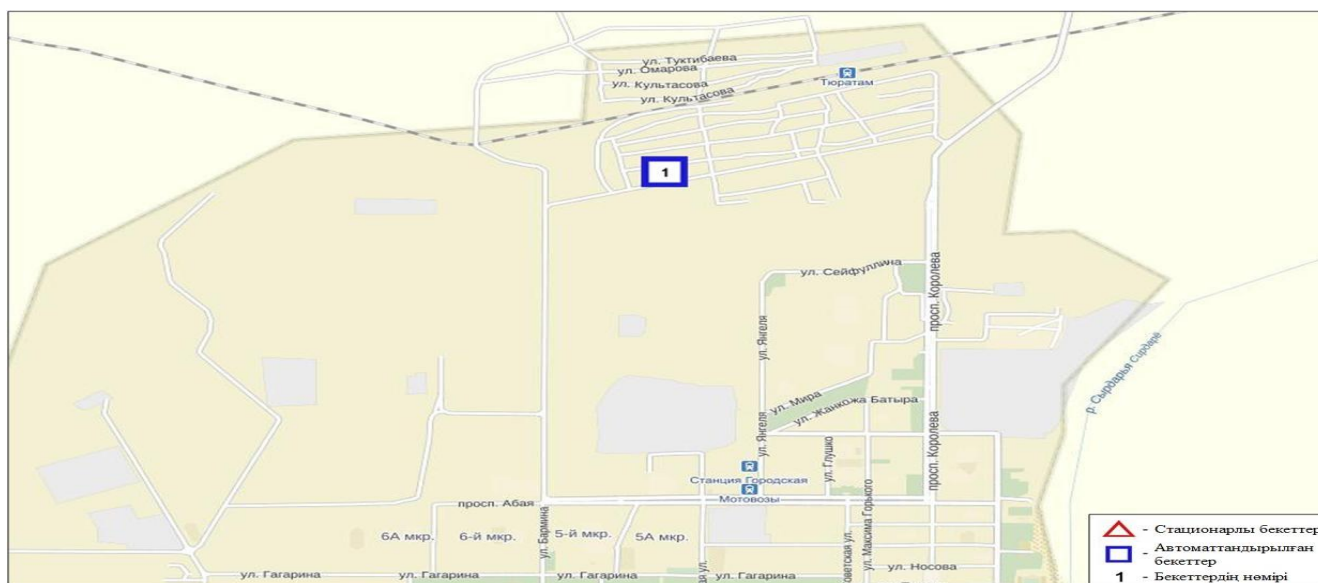 ул. Туктибаева
ул. Омарова
ул. Культасова
ул. Культасова
Тюратам
1
ул. Сейфуллина
просп. Королева
ул. Янгеля
р. Сырдарья Сирдарё
ул. Мира
ул. Жанкожа Батыра
ул. Янгеля
ул. Глушко
просп. Королева
Станция Городская
Мотовозы
просп. Абая
ул. Максима Горького
6А мкр.
6-й мкр.
5-й мкр.
5А мкр.
ул. Бармина
ул. Носова
ул. Гагарина
ул. Гагарина
ул. Гагарина
ул. Гагарина
- Стационарлы бекеттер
- Автоматтандырылған
бекеттер
1 - Бекеттердің нөмірі